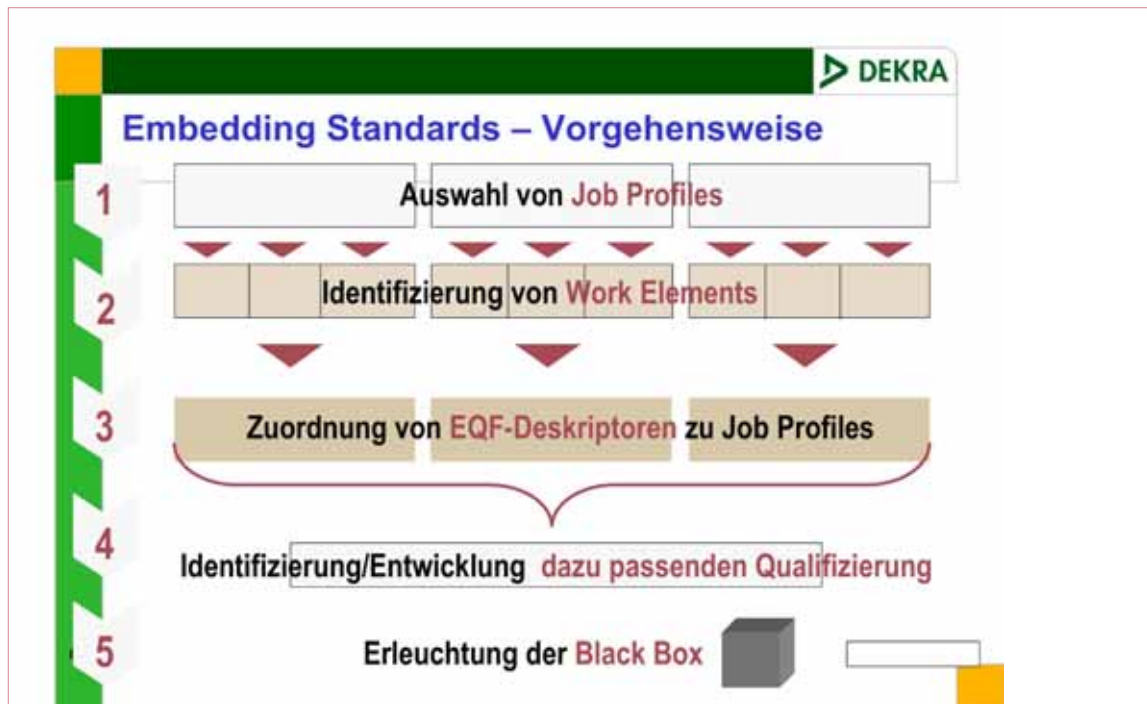 DEKRA
Embedding Standards – Vorgehensweise
1
Auswahl von Job Profiles
2
Identifizierung von Work Elements
3
Zuordnung von EQF-Deskriptoren zu Job Profiles
4
Identifizierung/Entwicklung dazu passenden Qualifizierung
5
Erleuchtung der Black Box